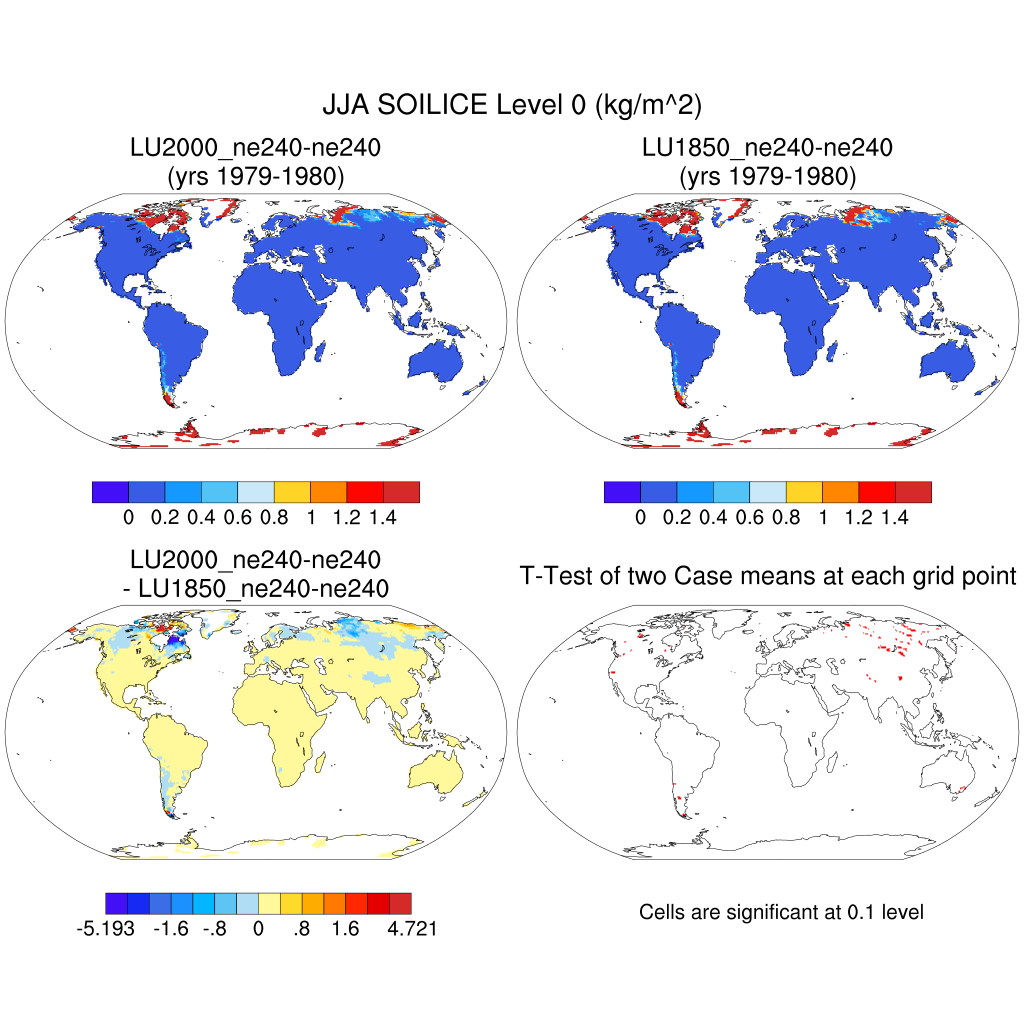 JJA SOILICE Level 0 (kg/m^2)
LU2000_ne240-ne240
(yrs 1979-1980)
LU1850_ne240-ne240
(yrs 1979-1980)
0 0.2 0.4 0.6 0.8 1 1.2 1.4
0 0.2 0.4 0.6 0.8 1 1.2 1.4
LU2000_ne240-ne240
- LU1850_ne240-ne240
T-Test of two Case means at each grid point
-5.193 -1.6 -.8 0 .8 1.6 4.721
Cells are significant at 0.1 level